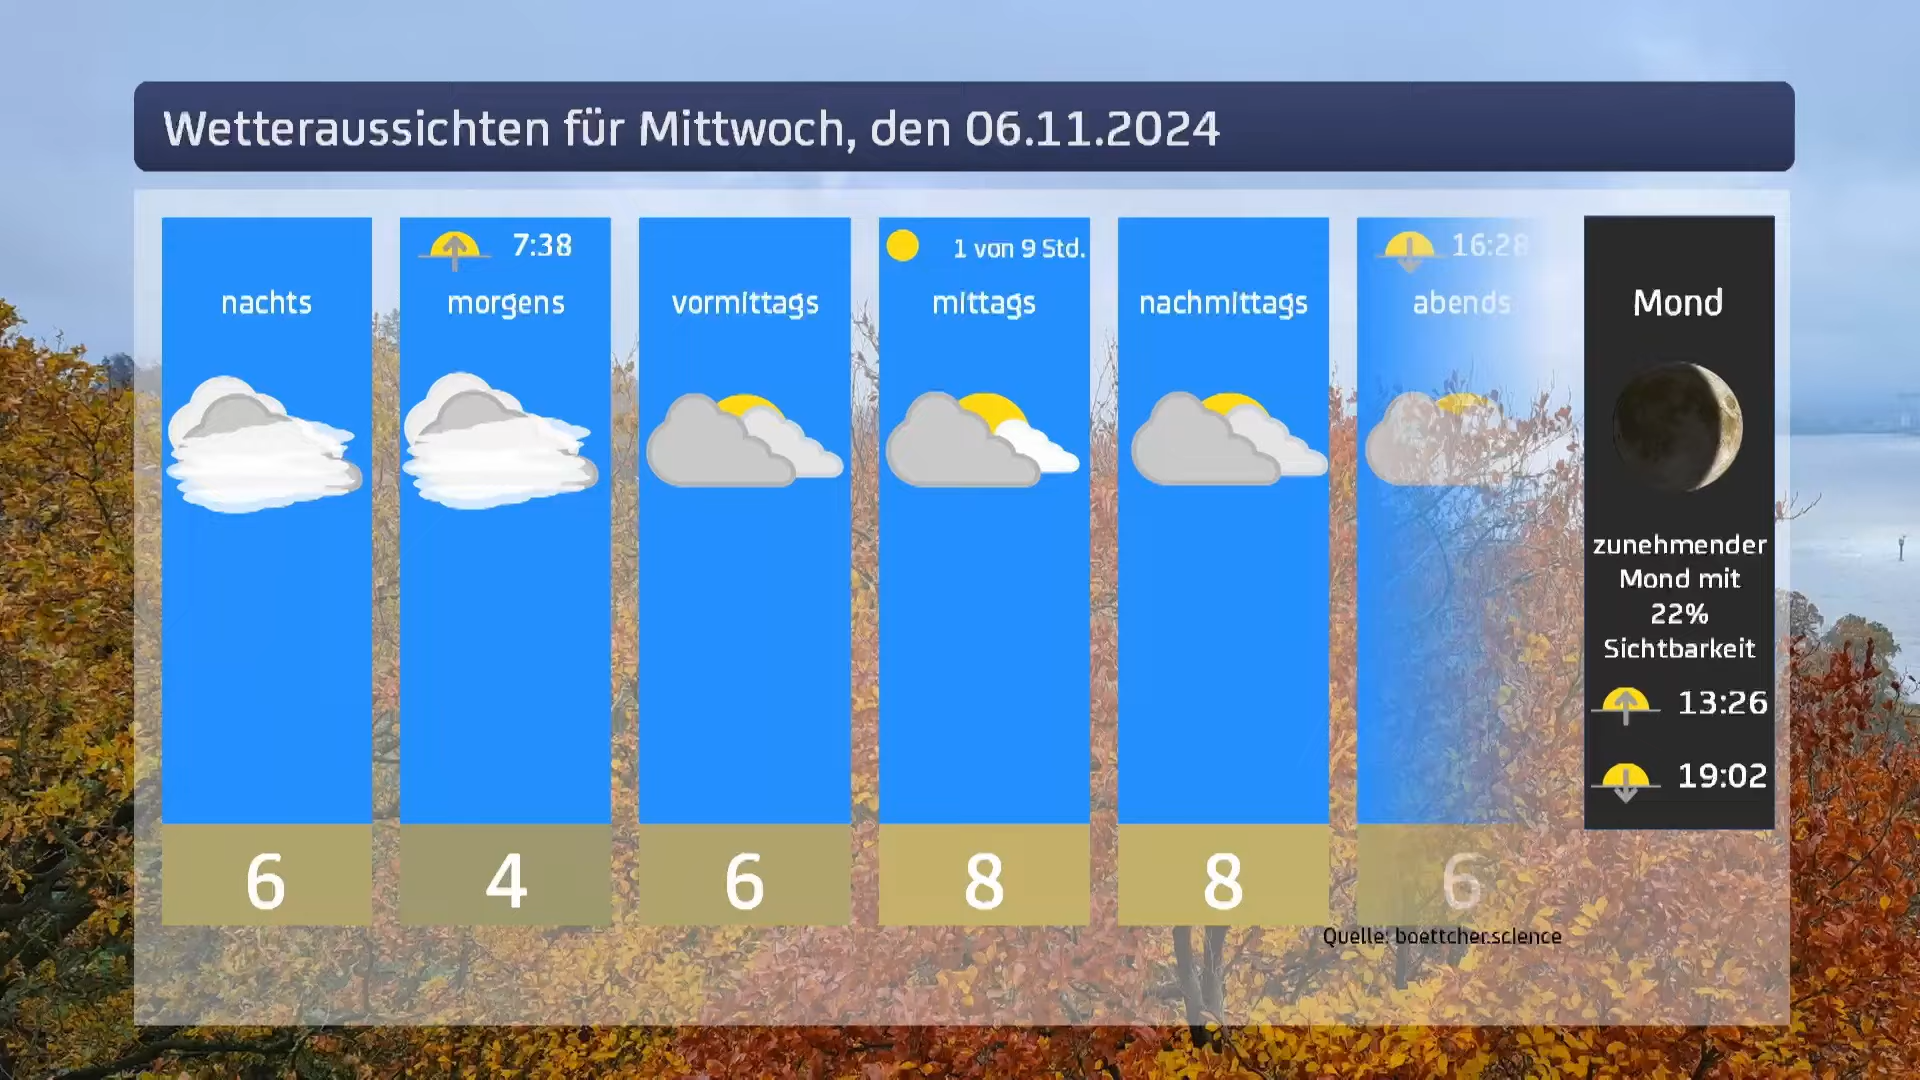 Wetteraussichten für Mittwoch, den 06.11.2024
nachts
6
7:38
morgens
4
vormittags
6
1 von 9 Std.
mittags
8
nachmittags
8
16:28
abends
6
Mond
zunehmender
Mond mit
22%
Sichtbarkeit
13:26
19:02
Quelle: boettcher.science